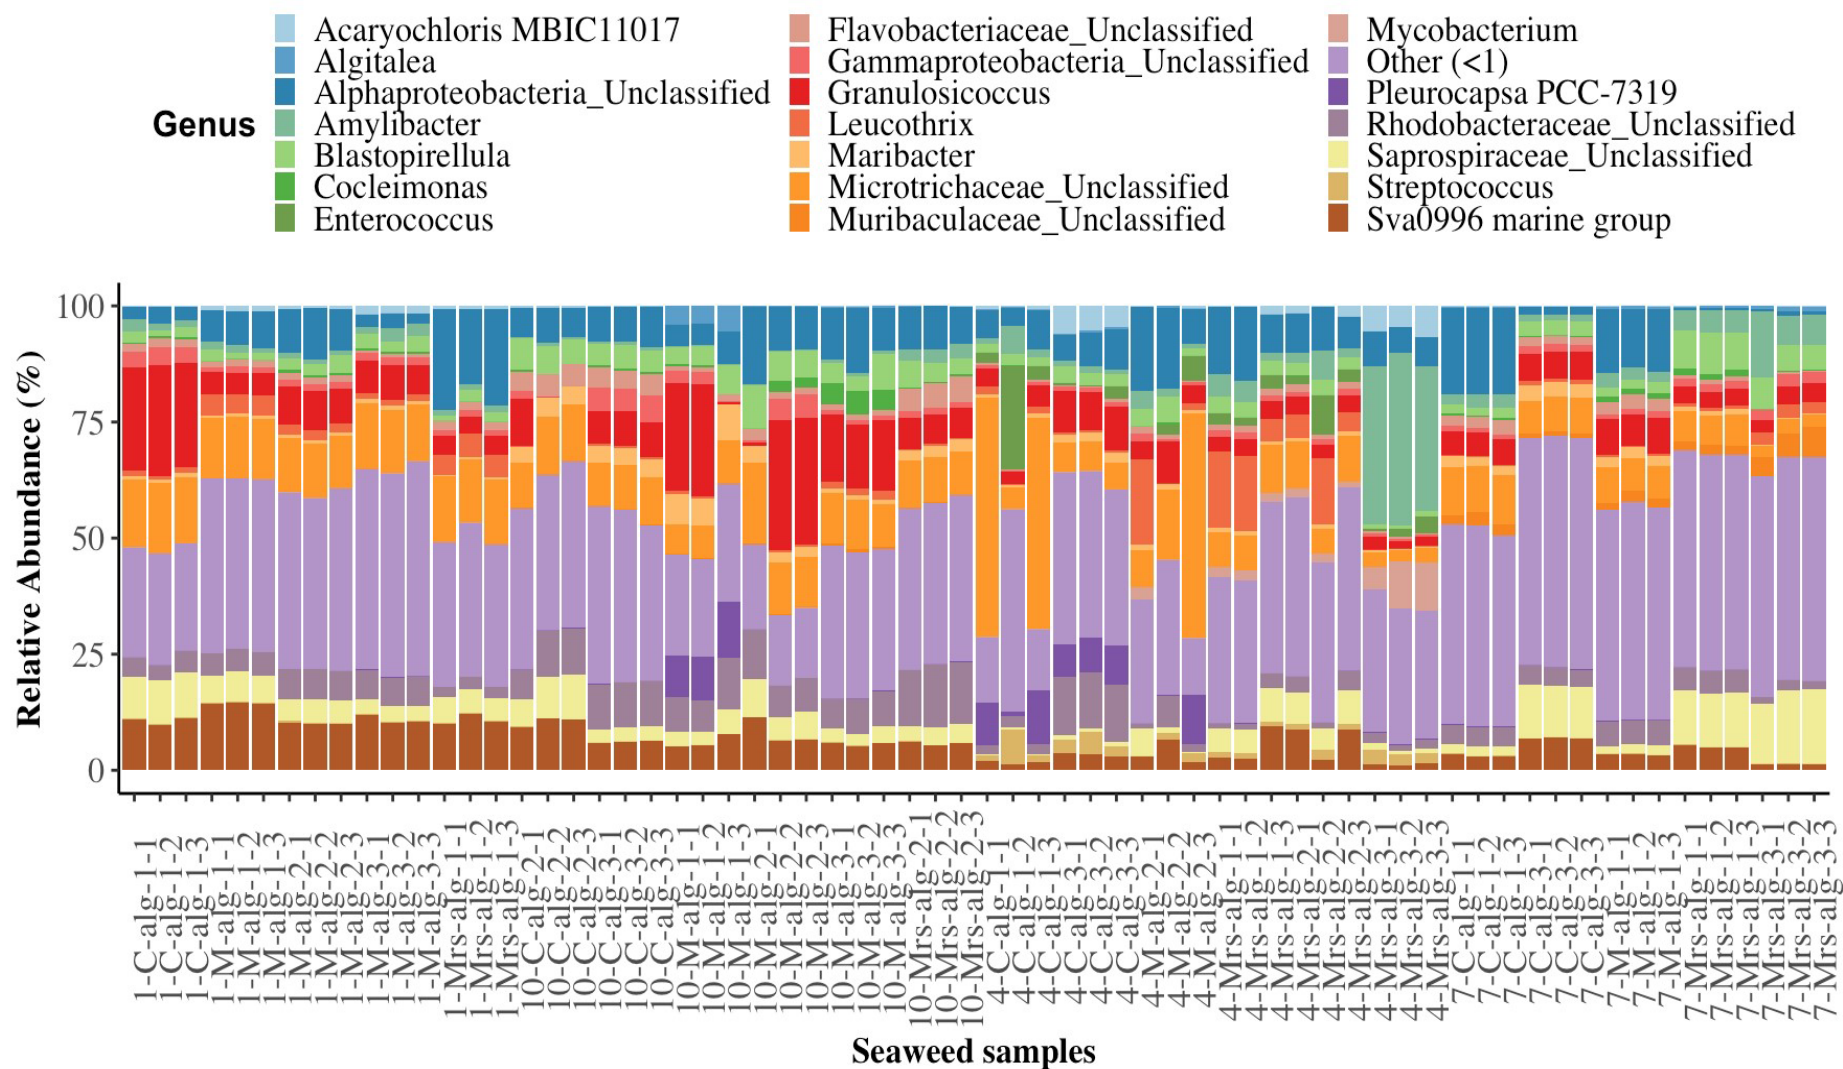 Genus
Acaryochloris MBIC11017
Algitalea
Alphaproteobacteria_Unclassified
Amylibacter
Blastopirellula
Cocleimonas
Enterococcus
Flavobacteriaceae_Unclassified
Gammaproteobacteria_Unclassified
Granulosicoccus
Leucothrix
Maribacter
Microtrichaceae_Unclassified
Muribaculaceae_Unclassified
Mycobacterium
Other (<1)
Pleurocapsa PCC-7319
Rhodobacteraceae_Unclassified
Saprospiraceae_Unclassified
Streptococcus
Sva0996 marine group
Relative Abundance (%)
100
75
50
25
0
1-C-alg-1-1
1-C-alg-1-2
1-C-alg-1-3
1-M-alg-1-1
1-M-alg-1-2
1-M-alg-1-3
1-M-alg-2-1
1-M-alg-2-2
1-M-alg-2-3
1-M-alg-3-1
1-M-alg-3-2
1-M-alg-3-3
1-Mrs-alg-1-1
1-Mrs-alg-1-2
1-Mrs-alg-1-3
10-C-alg-2-1
10-C-alg-2-2
10-C-alg-2-3
10-C-alg-3-1
10-C-alg-3-2
10-C-alg-3-3
10-M-alg-1-1
10-M-alg-1-2
10-M-alg-1-3
10-M-alg-2-1
10-M-alg-2-2
10-M-alg-2-3
10-M-alg-3-1
10-M-alg-3-2
10-M-alg-3-3
10-Mrs-alg-2-1
10-Mrs-alg-2-2
10-Mrs-alg-2-3
4-C-alg-1-1
4-C-alg-1-2
4-C-alg-1-3
4-C-alg-3-1
4-C-alg-3-2
4-C-alg-3-3
4-M-alg-2-1
4-M-alg-2-2
4-M-alg-2-3
4-Mrs-alg-1-1
4-Mrs-alg-1-2
4-Mrs-alg-1-3
4-Mrs-alg-2-1
4-Mrs-alg-2-2
4-Mrs-alg-2-3
4-Mrs-alg-3-1
4-Mrs-alg-3-2
4-Mrs-alg-3-3
7-C-alg-1-1
7-C-alg-1-2
7-C-alg-1-3
7-C-alg-3-1
7-C-alg-3-2
7-C-alg-3-3
7-M-alg-1-1
7-M-alg-1-2
7-M-alg-1-3
7-Mrs-alg-1-1
7-Mrs-alg-1-2
7-Mrs-alg-1-3
7-Mrs-alg-3-1
7-Mrs-alg-3-2
7-Mrs-alg-3-3
Seaweed samples